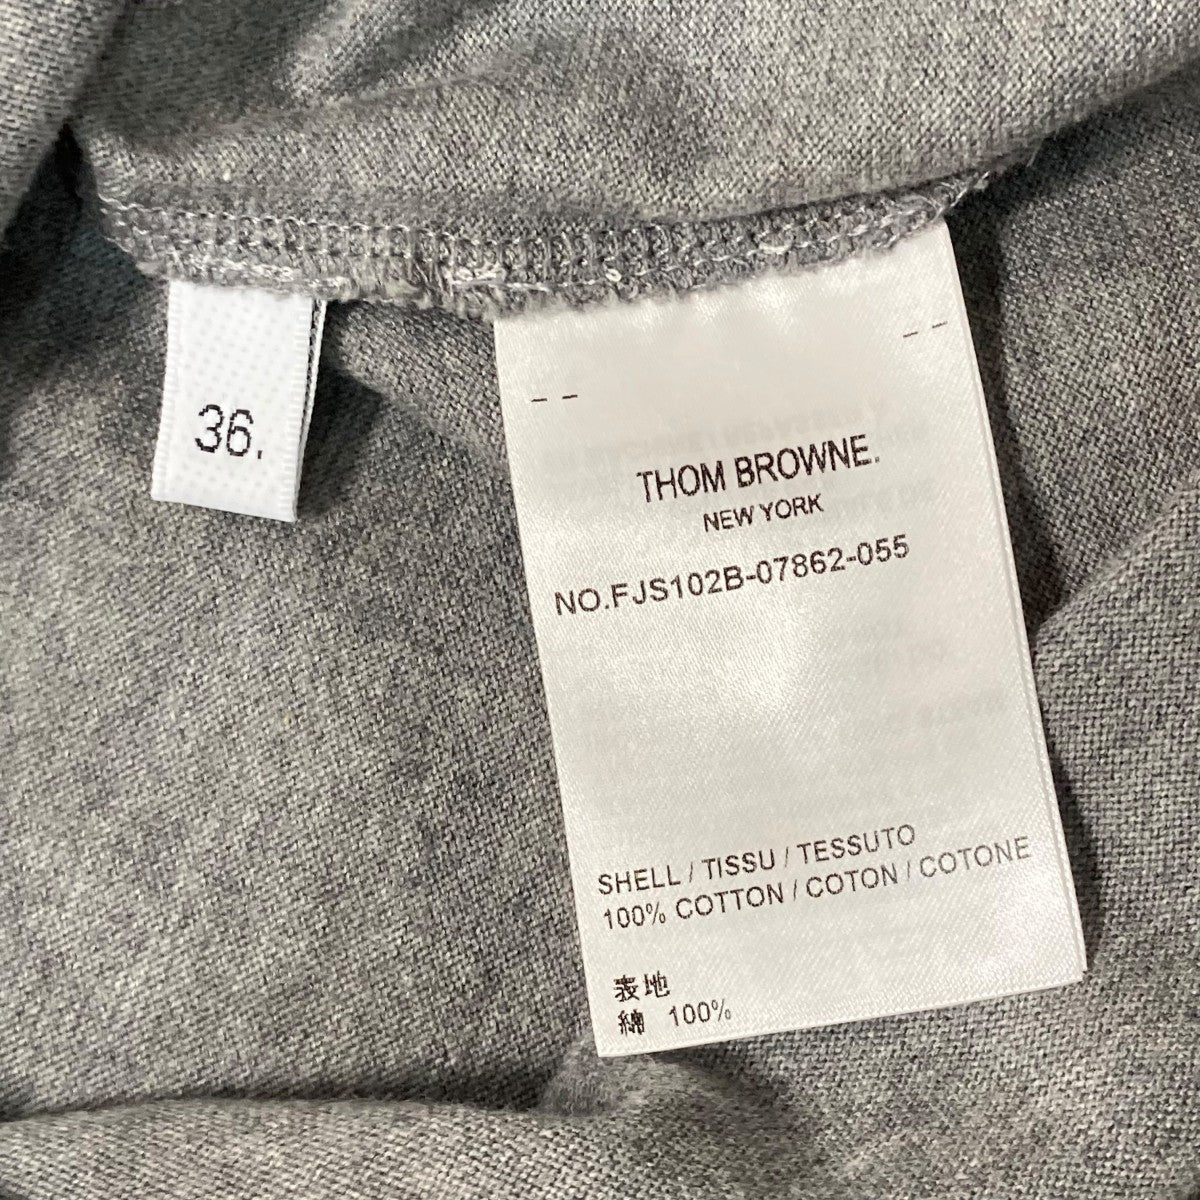 36.
THOM BROWNE.
NEW YORK
NO.FJS102B-07862-055
SHELL / TISSU / TESSUTO
100% COTTON / COTON / COTONE
表地
綿 100%